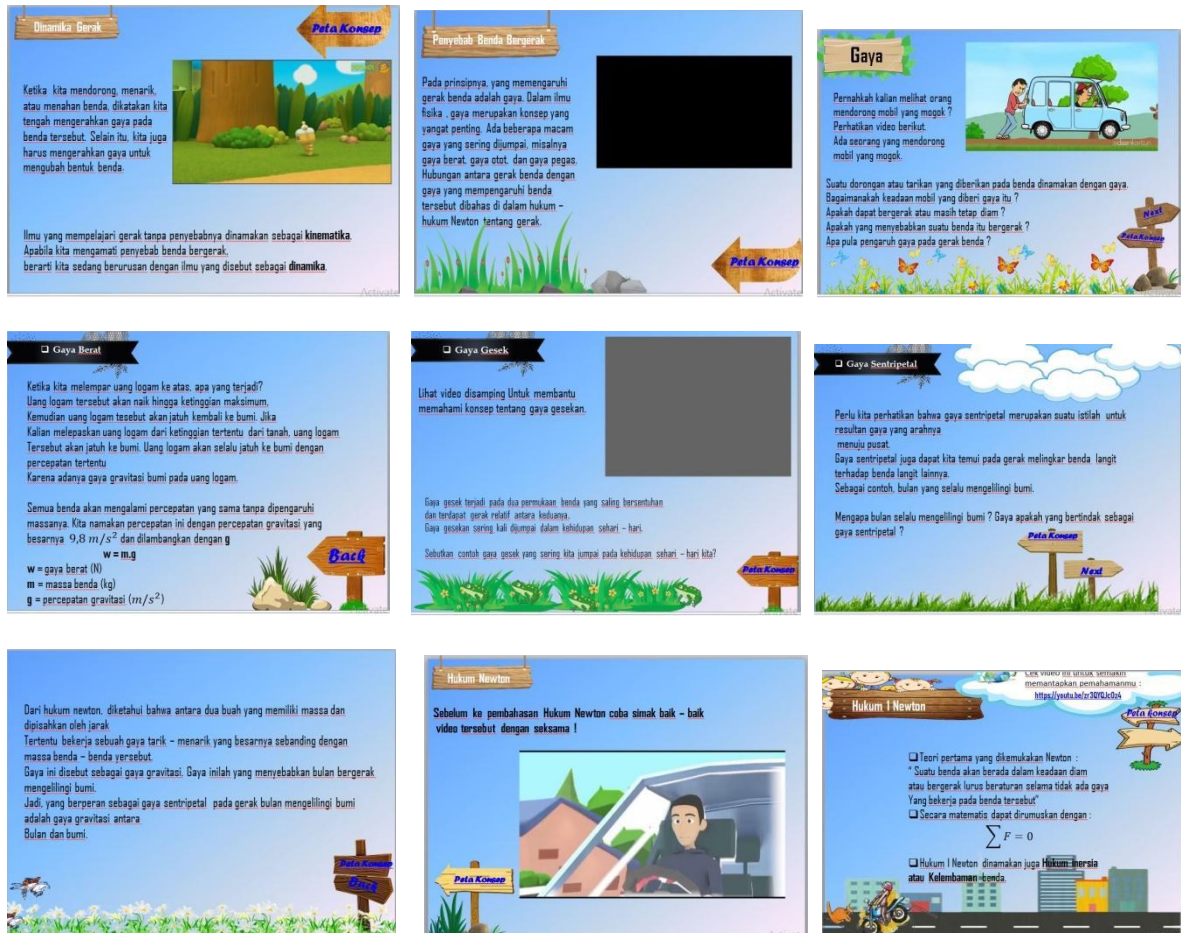 Dinamika Gerak
Peta Konsep
Ketika kita mendorong, menarik,
atau menahan benda, dikatakan kita
tengah mengerahkan gaya pada
benda tersebut. Selain itu, kita juga
harus mengerahkan gaya untuk
mengubah bentuk benda.
Ilmu yang mempelajari gerak tanpa penyebabnya dinamakan sebagai kinematika.
Apabila kita mengamati penyebab benda bergerak,
berarti kita sedang berurusan dengan ilmu yang disebut sebagai dinamika.
Activate
Penyebab Benda Bergerak
Pada prinsipnya, yang memengaruhi
gerak benda adalah gaya. Dalam ilmu
fisika , gaya merupakan konsep yang
yangat penting. Ada beberapa macam
gaya yang sering dijumpai, misalnya
gaya berat, gaya otot, dan gaya pegas.
Hubungan antara gerak benda dengan
gaya yang mempengaruhi benda
tersebut dibahas di dalam hukum –
hukum Newton tentang gerak.
Peta Konsep
Activate
Gaya
Pernahkah kalian melihat orang
mendorong mobil yang mogok ?
Perhatikan video berikut.
Ada seorang yang mendorong
mobil yang mogok.
Suatu dorongan atau tarikan yang diberikan pada benda dinamakan dengan gaya.
Bagaimanakah keadaan mobil yang diberi gaya itu ?
Apakah dapat bergerak atau masih tetap diam ?
Apakah yang menyebabkan suatu benda itu bergerak ?
Apa pula pengaruh gaya pada gerak benda ?
Next
Peta Konsep
Gaya Berat
Ketika kita melempar uang logam ke atas, apa yang terjadi?
Uang logam tersebut akan naik hingga ketinggian maksimum,
Kemudian uang logam tesebut akan jatuh kembali ke bumi. Jika
Kalian melepaskan uang logam dari ketinggian tertentu dari tanah, uang logam
Tersebut akan jatuh ke bumi. Uang logam akan selalu jatuh ke bumi dengan
percepatan tertentu
Karena adanya gaya gravitasi bumi pada uang logam.
Semua benda akan mengalami percepatan yang sama tanpa dipengaruhi
massanya. Kita namakan percepatan ini dengan percepatan gravitasi yang
besarnya 9,8 m/s² dan dilambangkan dengan g
w = m.g
w = gaya berat (N)
m = massa benda (kg)
g = percepatan gravitasi (m/s²)
Back
Activate
Gaya Gesek
Lihat video disamping Untuk membantu
memahami konsep tentang gaya gesekan.
Gaya gesek terjadi pada dua permukaan benda yang saling bersentuhan
dan terdapat gerak relatif antara keduanya.
Gaya gesekan sering kali dijumpai dalam kehidupan sehari – hari.
Sebutkan contoh gaya gesek yang sering kita jumpai pada kehidupan sehari – hari kita?
Peta Konsep
Gaya Sentripetal
Perlu kita perhatikan bahwa gaya sentripetal merupakan suatu istilah untuk
resultan gaya yang arahnya
menuju pusat.
Gaya sentripetal juga dapat kita temui pada gerak melingkar benda langit
terhadap benda langit lainnya.
Sebagai contoh, bulan yang selalu mengelilingi bumi.
Mengapa bulan selalu mengelilingi bumi ? Gaya apakah yang bertindak sebagai
gaya sentripetal ?
Peta Konsep
Next
Dari hukum newton, diketahui bahwa antara dua buah yang memiliki massa dan
dipisahkan oleh jarak
Tertentu bekerja sebuah gaya tarik – menarik yang besarnya sebanding dengan
massa benda – benda yersebut.
Gaya ini disebut sebagai gaya gravitasi. Gaya inilah yang menyebabkan bulan bergerak
mengelilingi bumi.
Jadi, yang berperan sebagai gaya sentripetal pada gerak bulan mengelilingi bumi
adalah gaya gravitasi antara
Bulan dan bumi.
Peta Konsep
Back
Hukum Newton
Sebelum ke pembahasan Hukum Newton coba simak baik – baik
video tersebut dengan seksama !
Peta Konsep
Cek video ini untuk semakin
memantapkan pemahamanmu :
Hukum I Newton
Peta konsep
Teori pertama yang dikemukakan Newton :
“ Suatu benda akan berada dalam keadaan diam
atau bergerak lurus beraturan selama tidak ada gaya
Yang bekerja pada benda tersebut”
Secara matematis dapat dirumuskan dengan :
∑ F = 0
Hukum I Newton dinamakan juga Hukum Inersia
atau Kelembaman benda.